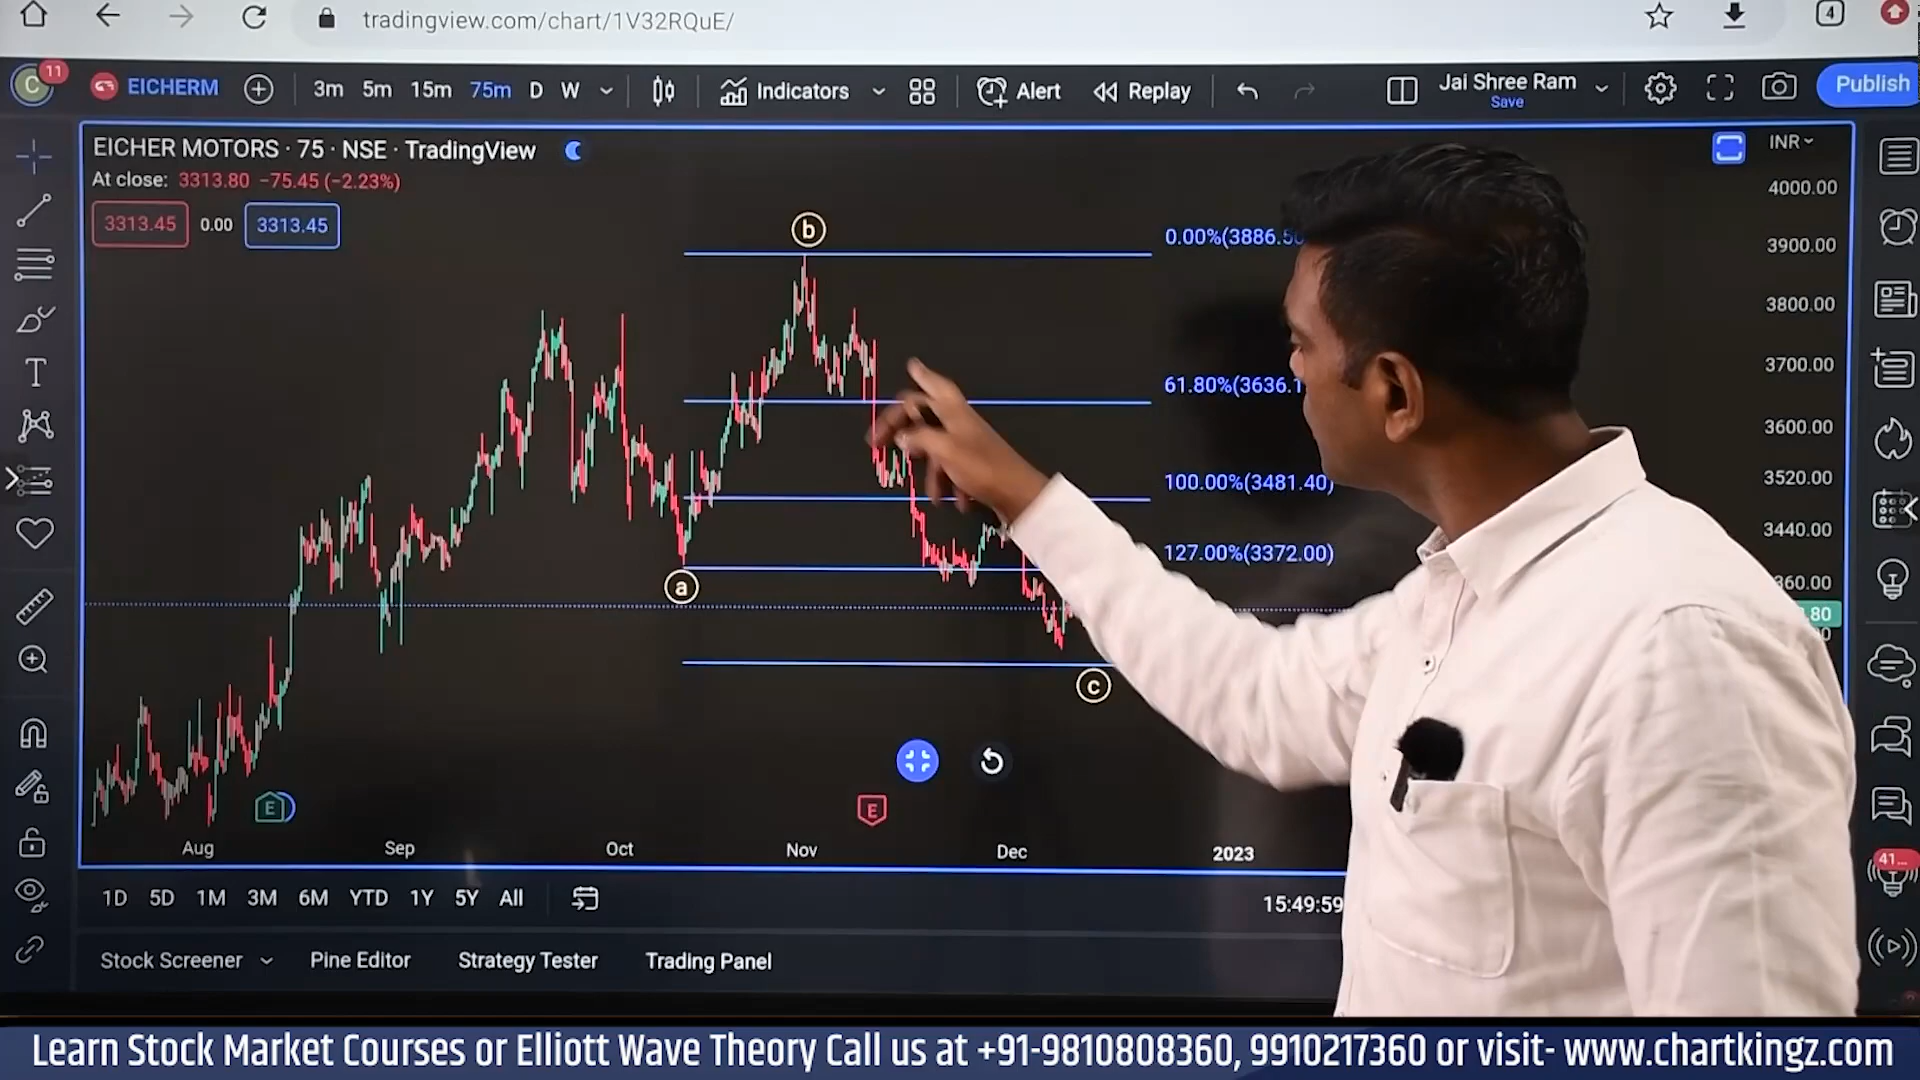 tradingview.com/chart/1V32RQuE/
4
C 11 EICHERM 3m 5m 15m 75m D W Indicators Alert Replay Jai Shree Ram Save Publish
EICHER MOTORS · 75 · NSE · TradingView
INR
At close: 3313.80 −75.45 (−2.23%)
3313.45 0.00 3313.45
4000.00
3900.00
3800.00
3700.00
3600.00
3520.00
3440.00
b
0.00%(3886.50
61.80%(3636.1
100.00%(3481.40)
127.00%(3372.00)
a
c
E
E
Aug Sep Oct Nov Dec 2023
1D 5D 1M 3M 6M YTD 1Y 5Y All
15:49:59
41...
Stock Screener Pine Editor Strategy Tester Trading Panel
Learn Stock Market Courses or Elliott Wave Theory Call us at +91-9810808360, 9910217360 or visit- www.chartkingz.com